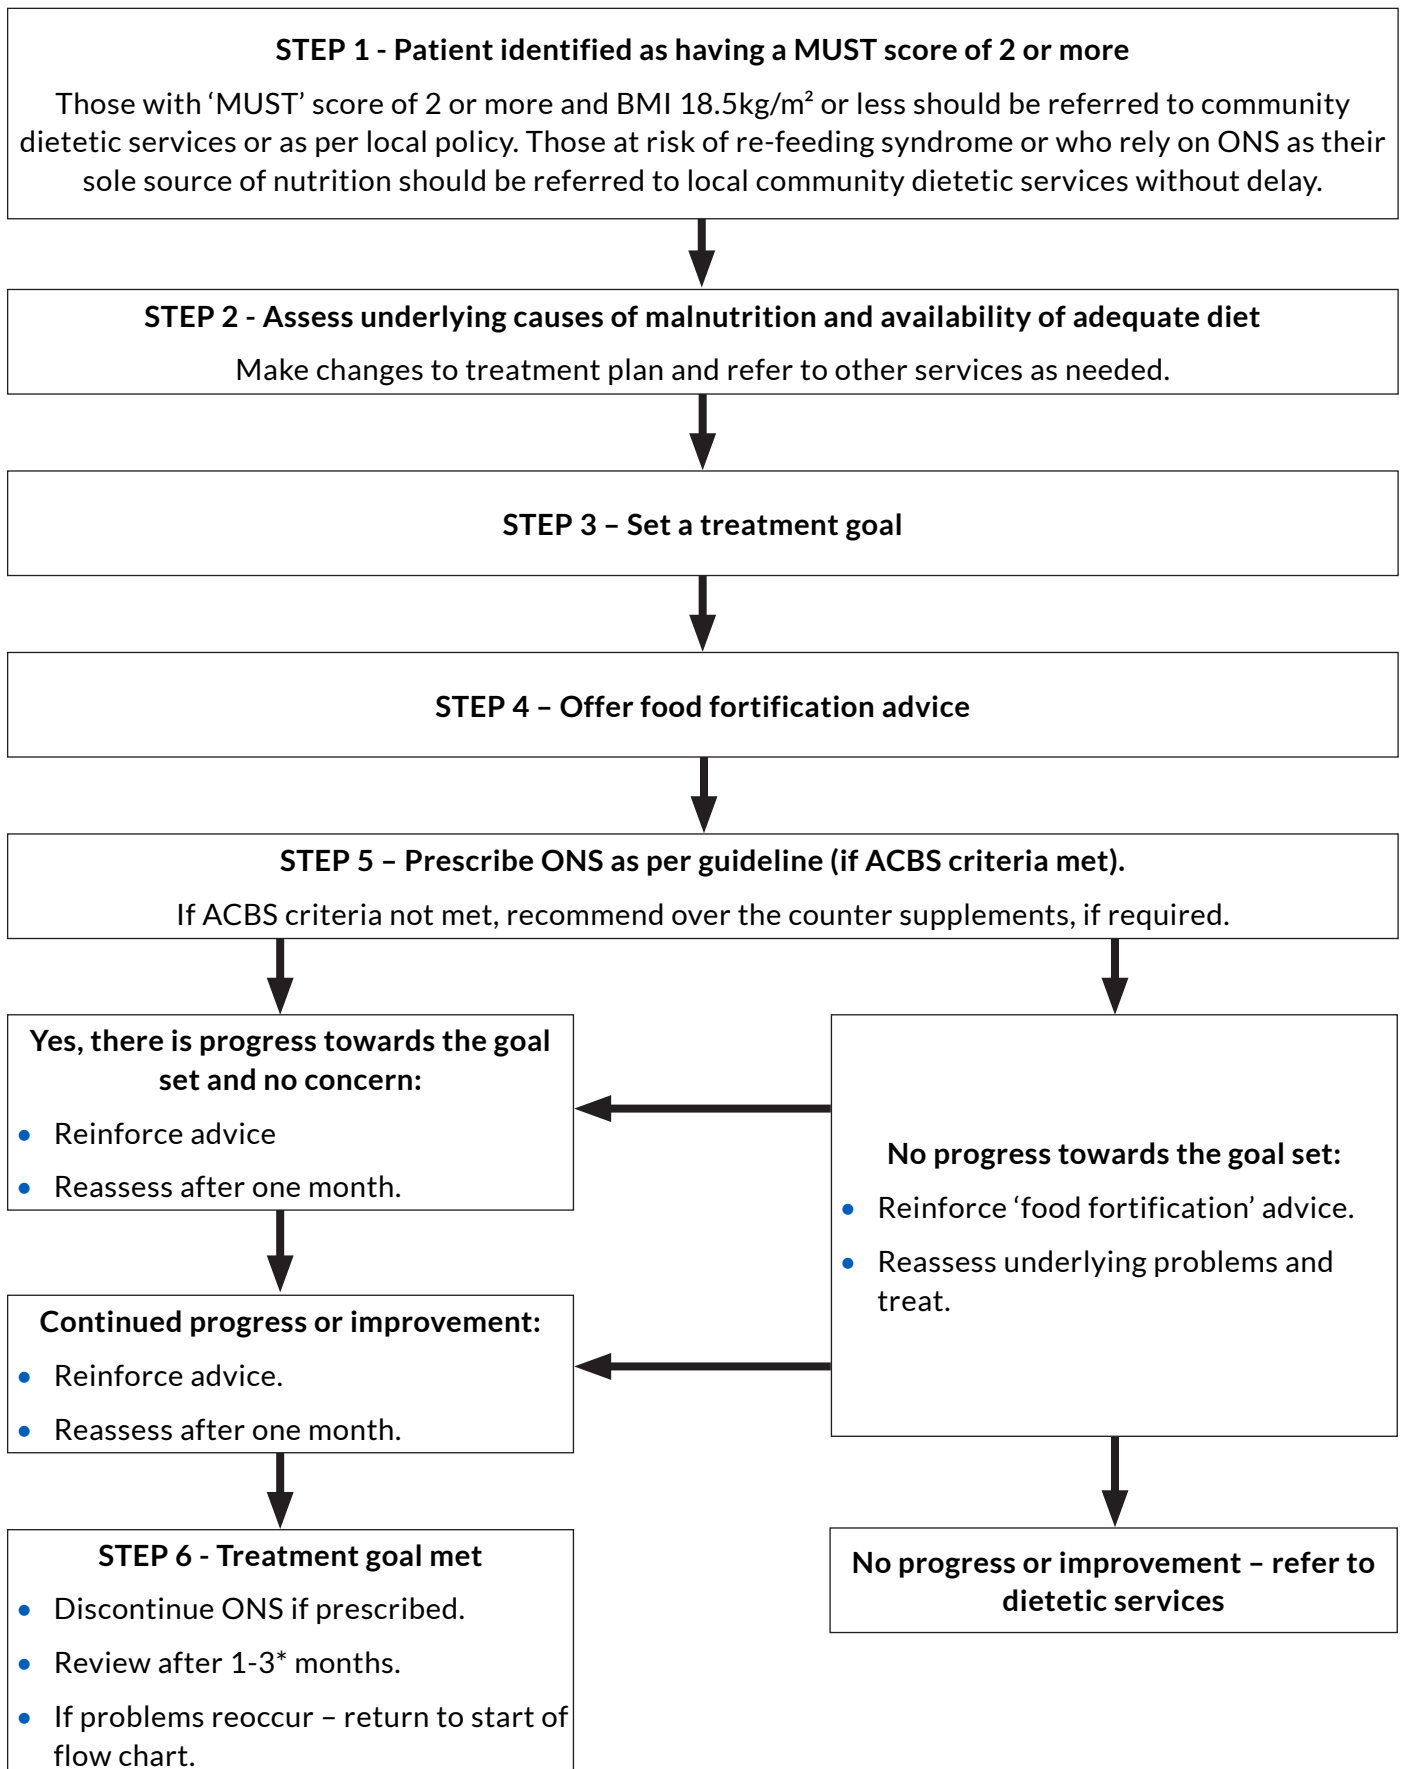 STEP 1 - Patient identified as having a MUST score of 2 or more
Those with ‘MUST’ score of 2 or more and BMI 18.5kg/m² or less should be referred to community
dietetic services or as per local policy. Those at risk of re-feeding syndrome or who rely on ONS as their
sole source of nutrition should be referred to local community dietetic services without delay.
STEP 2 - Assess underlying causes of malnutrition and availability of adequate diet
Make changes to treatment plan and refer to other services as needed.
STEP 3 – Set a treatment goal
STEP 4 – Offer food fortification advice
STEP 5 – Prescribe ONS as per guideline (if ACBS criteria met).
If ACBS criteria not met, recommend over the counter supplements, if required.
Yes, there is progress towards the goal
set and no concern:
• Reinforce advice
• Reassess after one month.
No progress towards the goal set:
• Reinforce ‘food fortification’ advice.
• Reassess underlying problems and
treat.
Continued progress or improvement:
• Reinforce advice.
• Reassess after one month.
STEP 6 - Treatment goal met
• Discontinue ONS if prescribed.
• Review after 1-3* months.
• If problems reoccur – return to start of
flow chart.
No progress or improvement – refer to
dietetic services